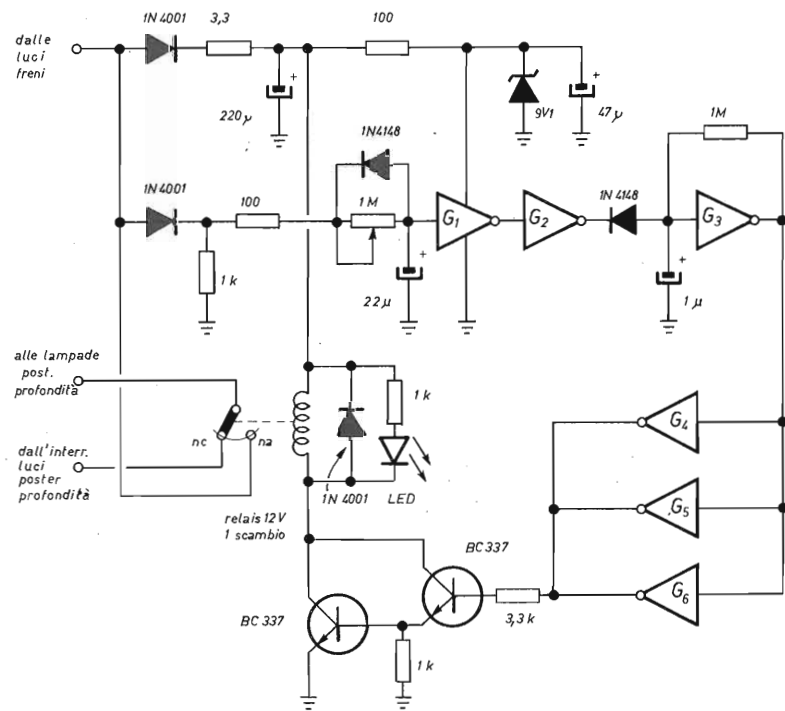 1N 4001
3,3
100
dalle
luci
freni
+
220 µ
9V1
+
47 µ
1M
1N4148
1N 4001
100
1 M
G1
G2
1N 4148
G3
1 k
+
22 µ
+
1 µ
alle lampade
post.
profondità
nc
na
1 k
G4
dall'interr.
luci
poster
profondità
1N 4001
LED
G5
relais 12V
1 scambio
BC 337
G6
BC 337
3,3 k
1 k